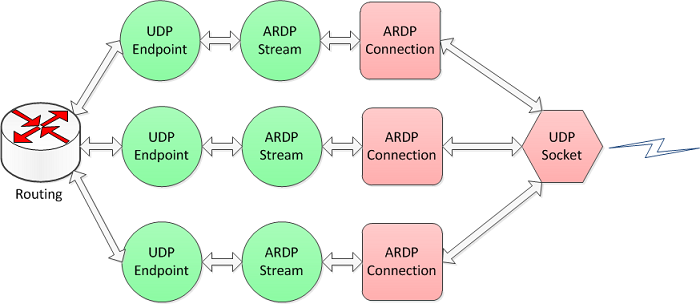 UDP
Endpoint
ARDP
Stream
ARDP
Connection
UDP
Endpoint
ARDP
Stream
ARDP
Connection
UDP
Socket
Routing
UDP
Endpoint
ARDP
Stream
ARDP
Connection